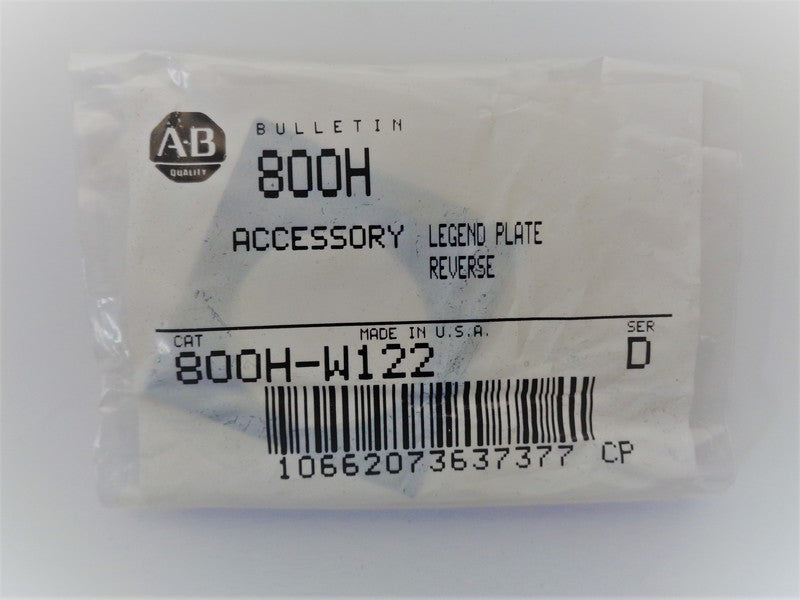 A-B
QUALITY
BULLETIN
800H
ACCESSORY LEGEND PLATE
REVERSE
MADE IN U.S.A.
CAT SER
800H-W122 D
10662073637377 CP